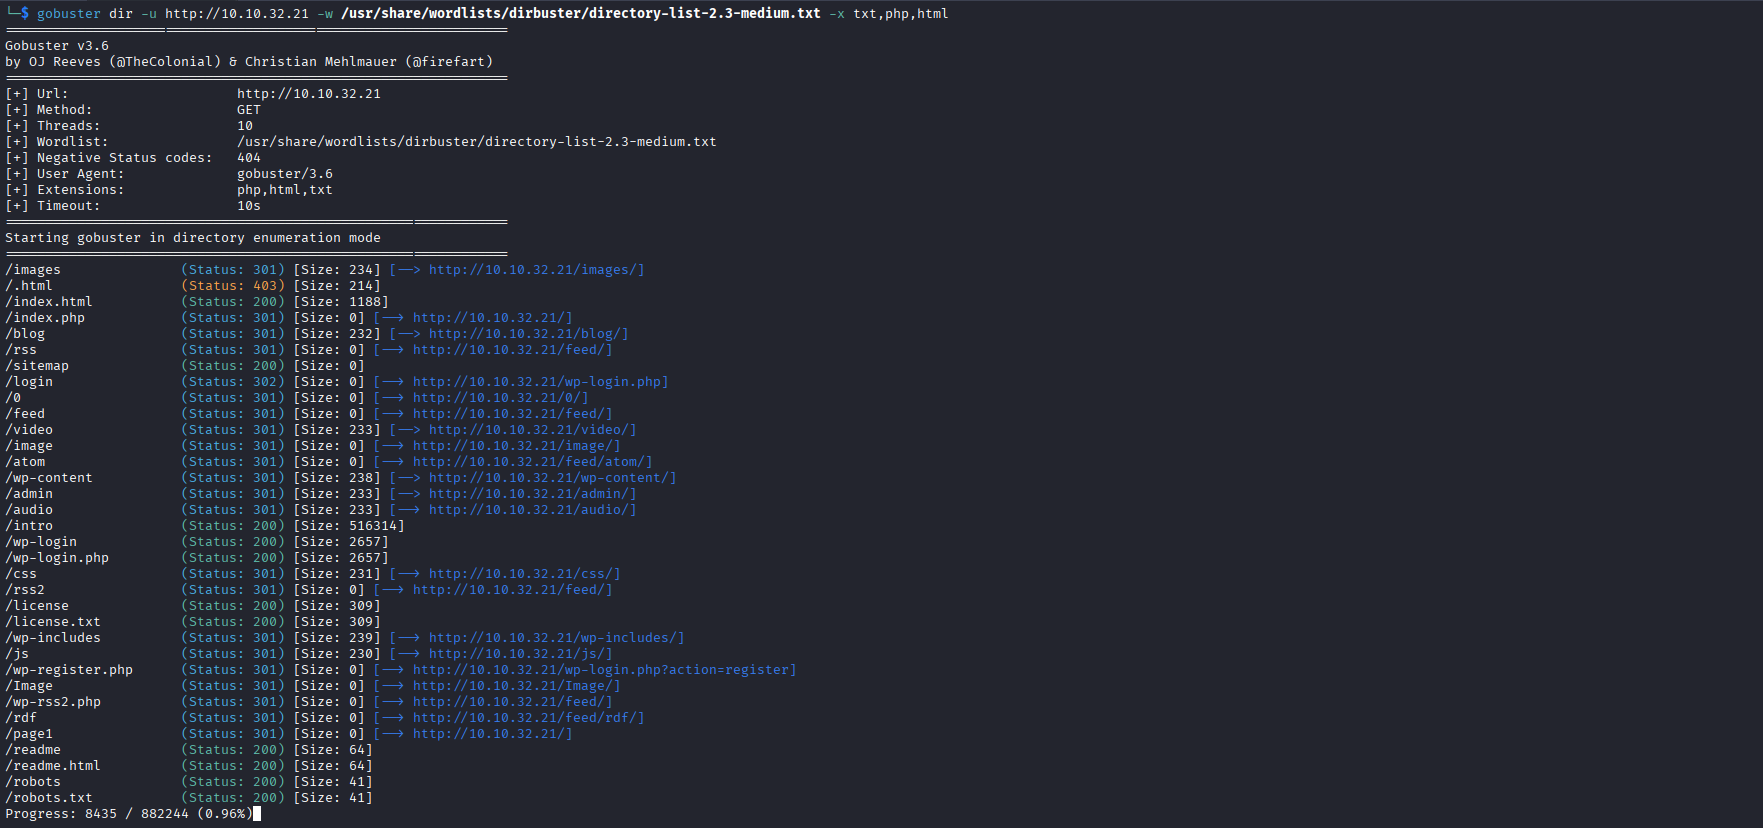 └─$ gobuster dir -u http://10.10.32.21 -w /usr/share/wordlists/dirbuster/directory-list-2.3-medium.txt -x txt,php,html
===============================================================
Gobuster v3.6
by OJ Reeves (@TheColonial) & Christian Mehlmauer (@firefart)
===============================================================
[+] Url:                     http://10.10.32.21
[+] Method:                  GET
[+] Threads:                 10
[+] Wordlist:                /usr/share/wordlists/dirbuster/directory-list-2.3-medium.txt
[+] Negative Status codes:   404
[+] User Agent:              gobuster/3.6
[+] Extensions:              php,html,txt
[+] Timeout:                 10s
===============================================================
Starting gobuster in directory enumeration mode
===============================================================
/images               (Status: 301) [Size: 234] [--> http://10.10.32.21/images/]
/.html                (Status: 403) [Size: 214]
/index.html           (Status: 200) [Size: 1188]
/index.php            (Status: 301) [Size: 0] [--> http://10.10.32.21/]
/blog                 (Status: 301) [Size: 232] [--> http://10.10.32.21/blog/]
/rss                  (Status: 301) [Size: 0] [--> http://10.10.32.21/feed/]
/sitemap              (Status: 200) [Size: 0]
/login                (Status: 302) [Size: 0] [--> http://10.10.32.21/wp-login.php]
/0                    (Status: 301) [Size: 0] [--> http://10.10.32.21/0/]
/feed                 (Status: 301) [Size: 0] [--> http://10.10.32.21/feed/]
/video                (Status: 301) [Size: 233] [--> http://10.10.32.21/video/]
/image                (Status: 301) [Size: 0] [--> http://10.10.32.21/image/]
/atom                 (Status: 301) [Size: 0] [--> http://10.10.32.21/feed/atom/]
/wp-content           (Status: 301) [Size: 238] [--> http://10.10.32.21/wp-content/]
/admin                (Status: 301) [Size: 233] [--> http://10.10.32.21/admin/]
/audio                (Status: 301) [Size: 233] [--> http://10.10.32.21/audio/]
/intro                (Status: 200) [Size: 516314]
/wp-login             (Status: 200) [Size: 2657]
/wp-login.php         (Status: 200) [Size: 2657]
/css                  (Status: 301) [Size: 231] [--> http://10.10.32.21/css/]
/rss2                 (Status: 301) [Size: 0] [--> http://10.10.32.21/feed/]
/license              (Status: 200) [Size: 309]
/license.txt          (Status: 200) [Size: 309]
/wp-includes          (Status: 301) [Size: 239] [--> http://10.10.32.21/wp-includes/]
/js                   (Status: 301) [Size: 230] [--> http://10.10.32.21/js/]
/wp-register.php      (Status: 301) [Size: 0] [--> http://10.10.32.21/wp-login.php?action=register]
/Image                (Status: 301) [Size: 0] [--> http://10.10.32.21/Image/]
/wp-rss2.php          (Status: 301) [Size: 0] [--> http://10.10.32.21/feed/]
/rdf                  (Status: 301) [Size: 0] [--> http://10.10.32.21/feed/rdf/]
/page1                (Status: 301) [Size: 0] [--> http://10.10.32.21/]
/readme               (Status: 200) [Size: 64]
/readme.html          (Status: 200) [Size: 64]
/robots               (Status: 200) [Size: 41]
/robots.txt           (Status: 200) [Size: 41]
Progress: 8435 / 882244 (0.96%)